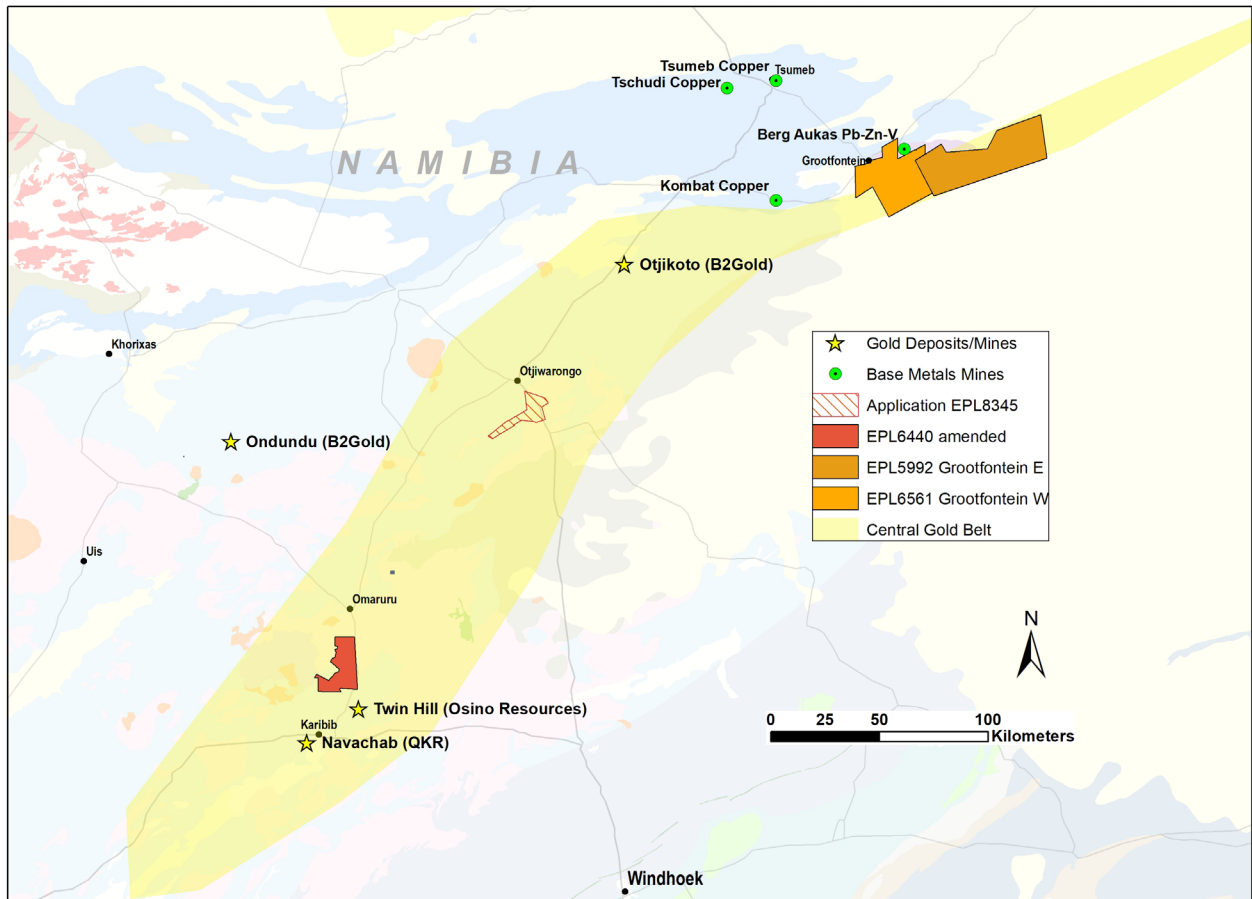 Tsumeb Copper
Tsumeb
Tschudi Copper
Berg Aukas Pb-Zn-V
Grootfontein
NAMIBIA
Kombat Copper
Otjikoto (B2Gold)
Khorixas
Gold Deposits/Mines
Base Metals Mines
Application EPL8345
EPL6440 amended
EPL5992 Grootfontein E
EPL6561 Grootfontein W
Central Gold Belt
Otjiwarongo
Ondundu (B2Gold)
Uis
Omaruru
N
Twin Hill (Osino Resources)
Karibib
Navachab (QKR)
0 25 50 100
Kilometers
Windhoek